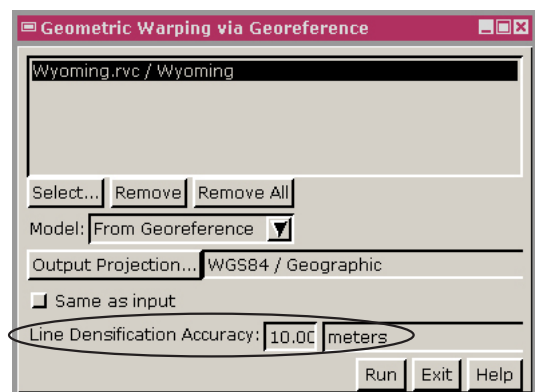 Geometric Warping via Georeference
Wyoming.rvc / Wyoming
Select... Remove Remove All
Model: From Georeference
Output Projection... WGS84 / Geographic
Same as input
Line Densification Accuracy: 10.00 meters
Run Exit Help